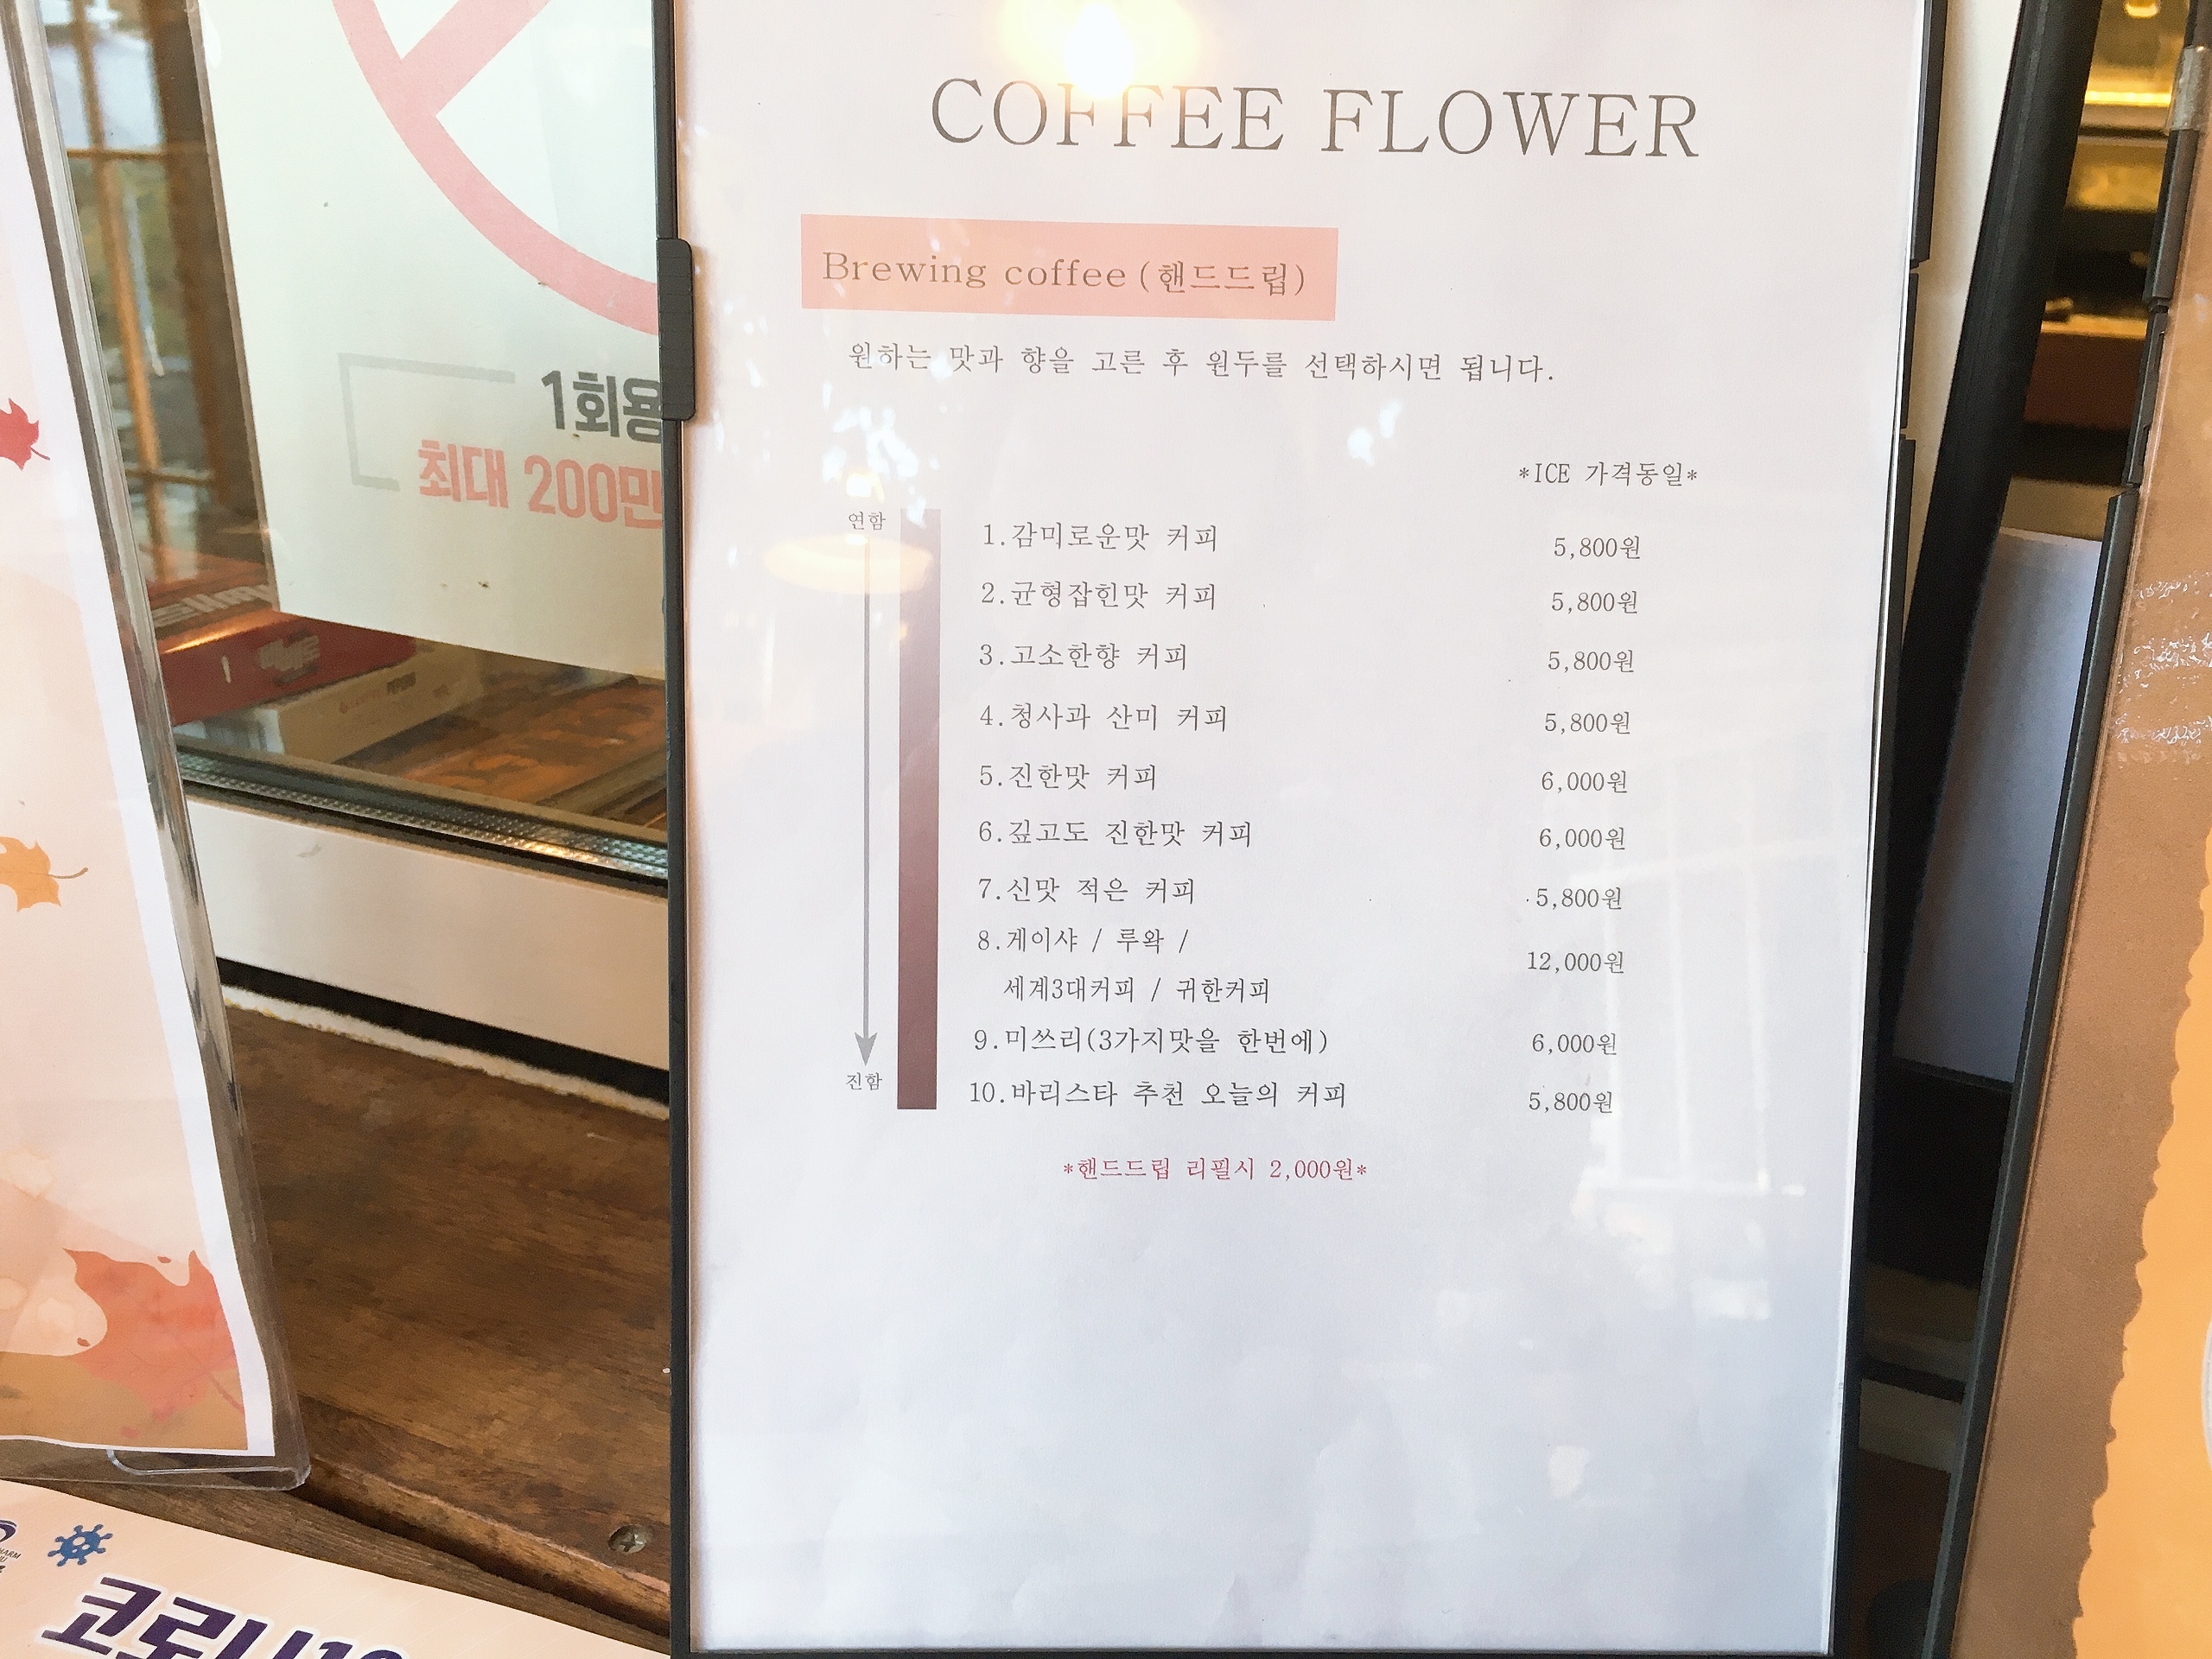 COFFEE FLOWER
Brewing coffee (핸드드립)
원하는 맛과 향을 고른 후 원두를 선택하시면 됩니다.
*ICE 가격동일*
연함
1.감미로운맛 커피 5,800원
2.균형잡힌맛 커피 5,800원
3.고소한향 커피 5,800원
4.청사과 산미 커피 5,800원
5.진한맛 커피 6,000원
6.깊고도 진한맛 커피 6,000원
7.신맛 적은 커피 5,800원
8.게이샤 / 루왁 /
세계3대커피 / 귀한커피 12,000원
9.미쓰리(3가지맛을 한번에) 6,000원
진함
10.바리스타 추천 오늘의 커피 5,800원
*핸드드립 리필시 2,000원*
1회용
최대 200만